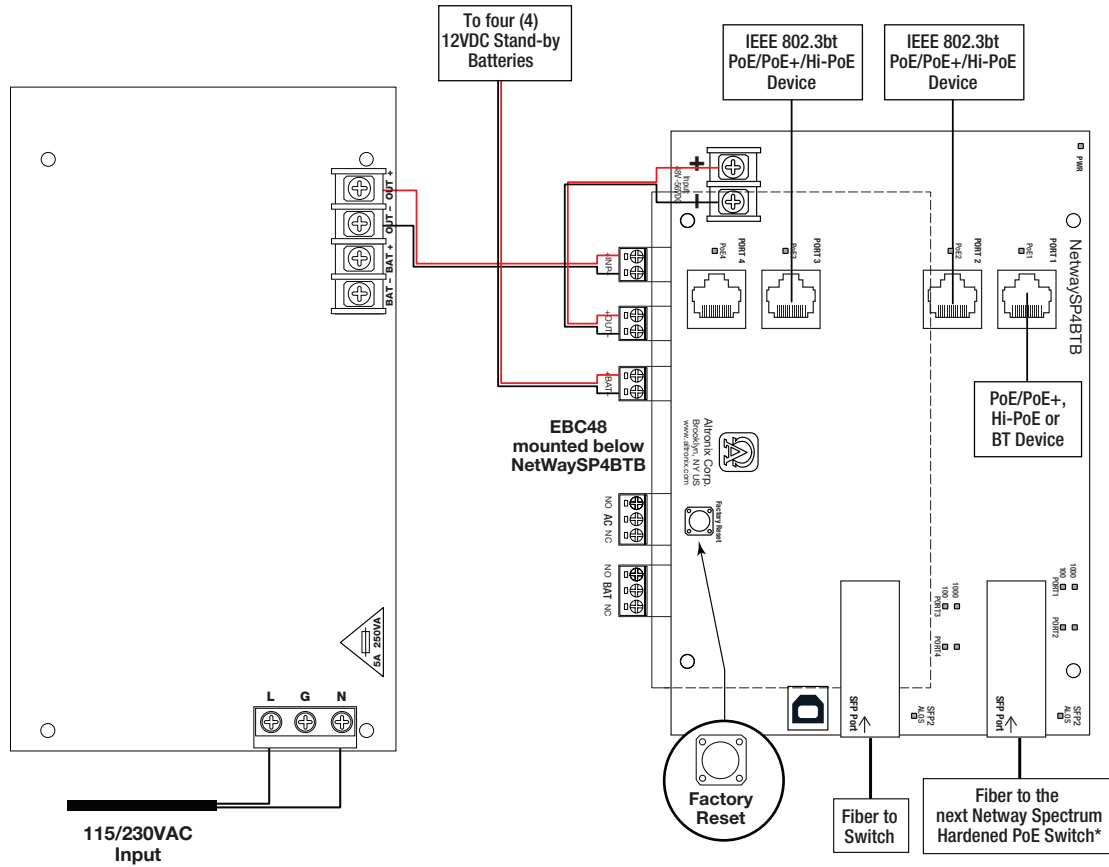 To four (4)
12VDC Stand-by
Batteries
IEEE 802.3bt
PoE/PoE+/Hi-PoE
Device
IEEE 802.3bt
PoE/PoE+/Hi-PoE
Device
OUT +
OUT -
BAT +
BAT -
+
-
Input
48V -56VDC
PWR
PoE4
PORT 4
PoE3
PORT 3
PoE2
PORT 2
PoE1
PORT 1
NetwaySP4BTB
+INP-
+OUT-
+BAT-
PoE/PoE+,
Hi-PoE or
BT Device
EBC48
mounted below
NetWaySP4BTB
Altronix Corp.
Brooklyn, NY US
www.altronix.com
NO AC NC
NO BAT NC
Factory Reset
100 1000
PORT1
PORT2
100 1000
PORT3
PORT4
5A 250VA
L G N
SFP Port
SFP2
ALOS
SFP Port
SFP2
ALOS
Factory
Reset
Fiber to
Switch
Fiber to the
next Netway Spectrum
Hardened PoE Switch*
115/230VAC
Input